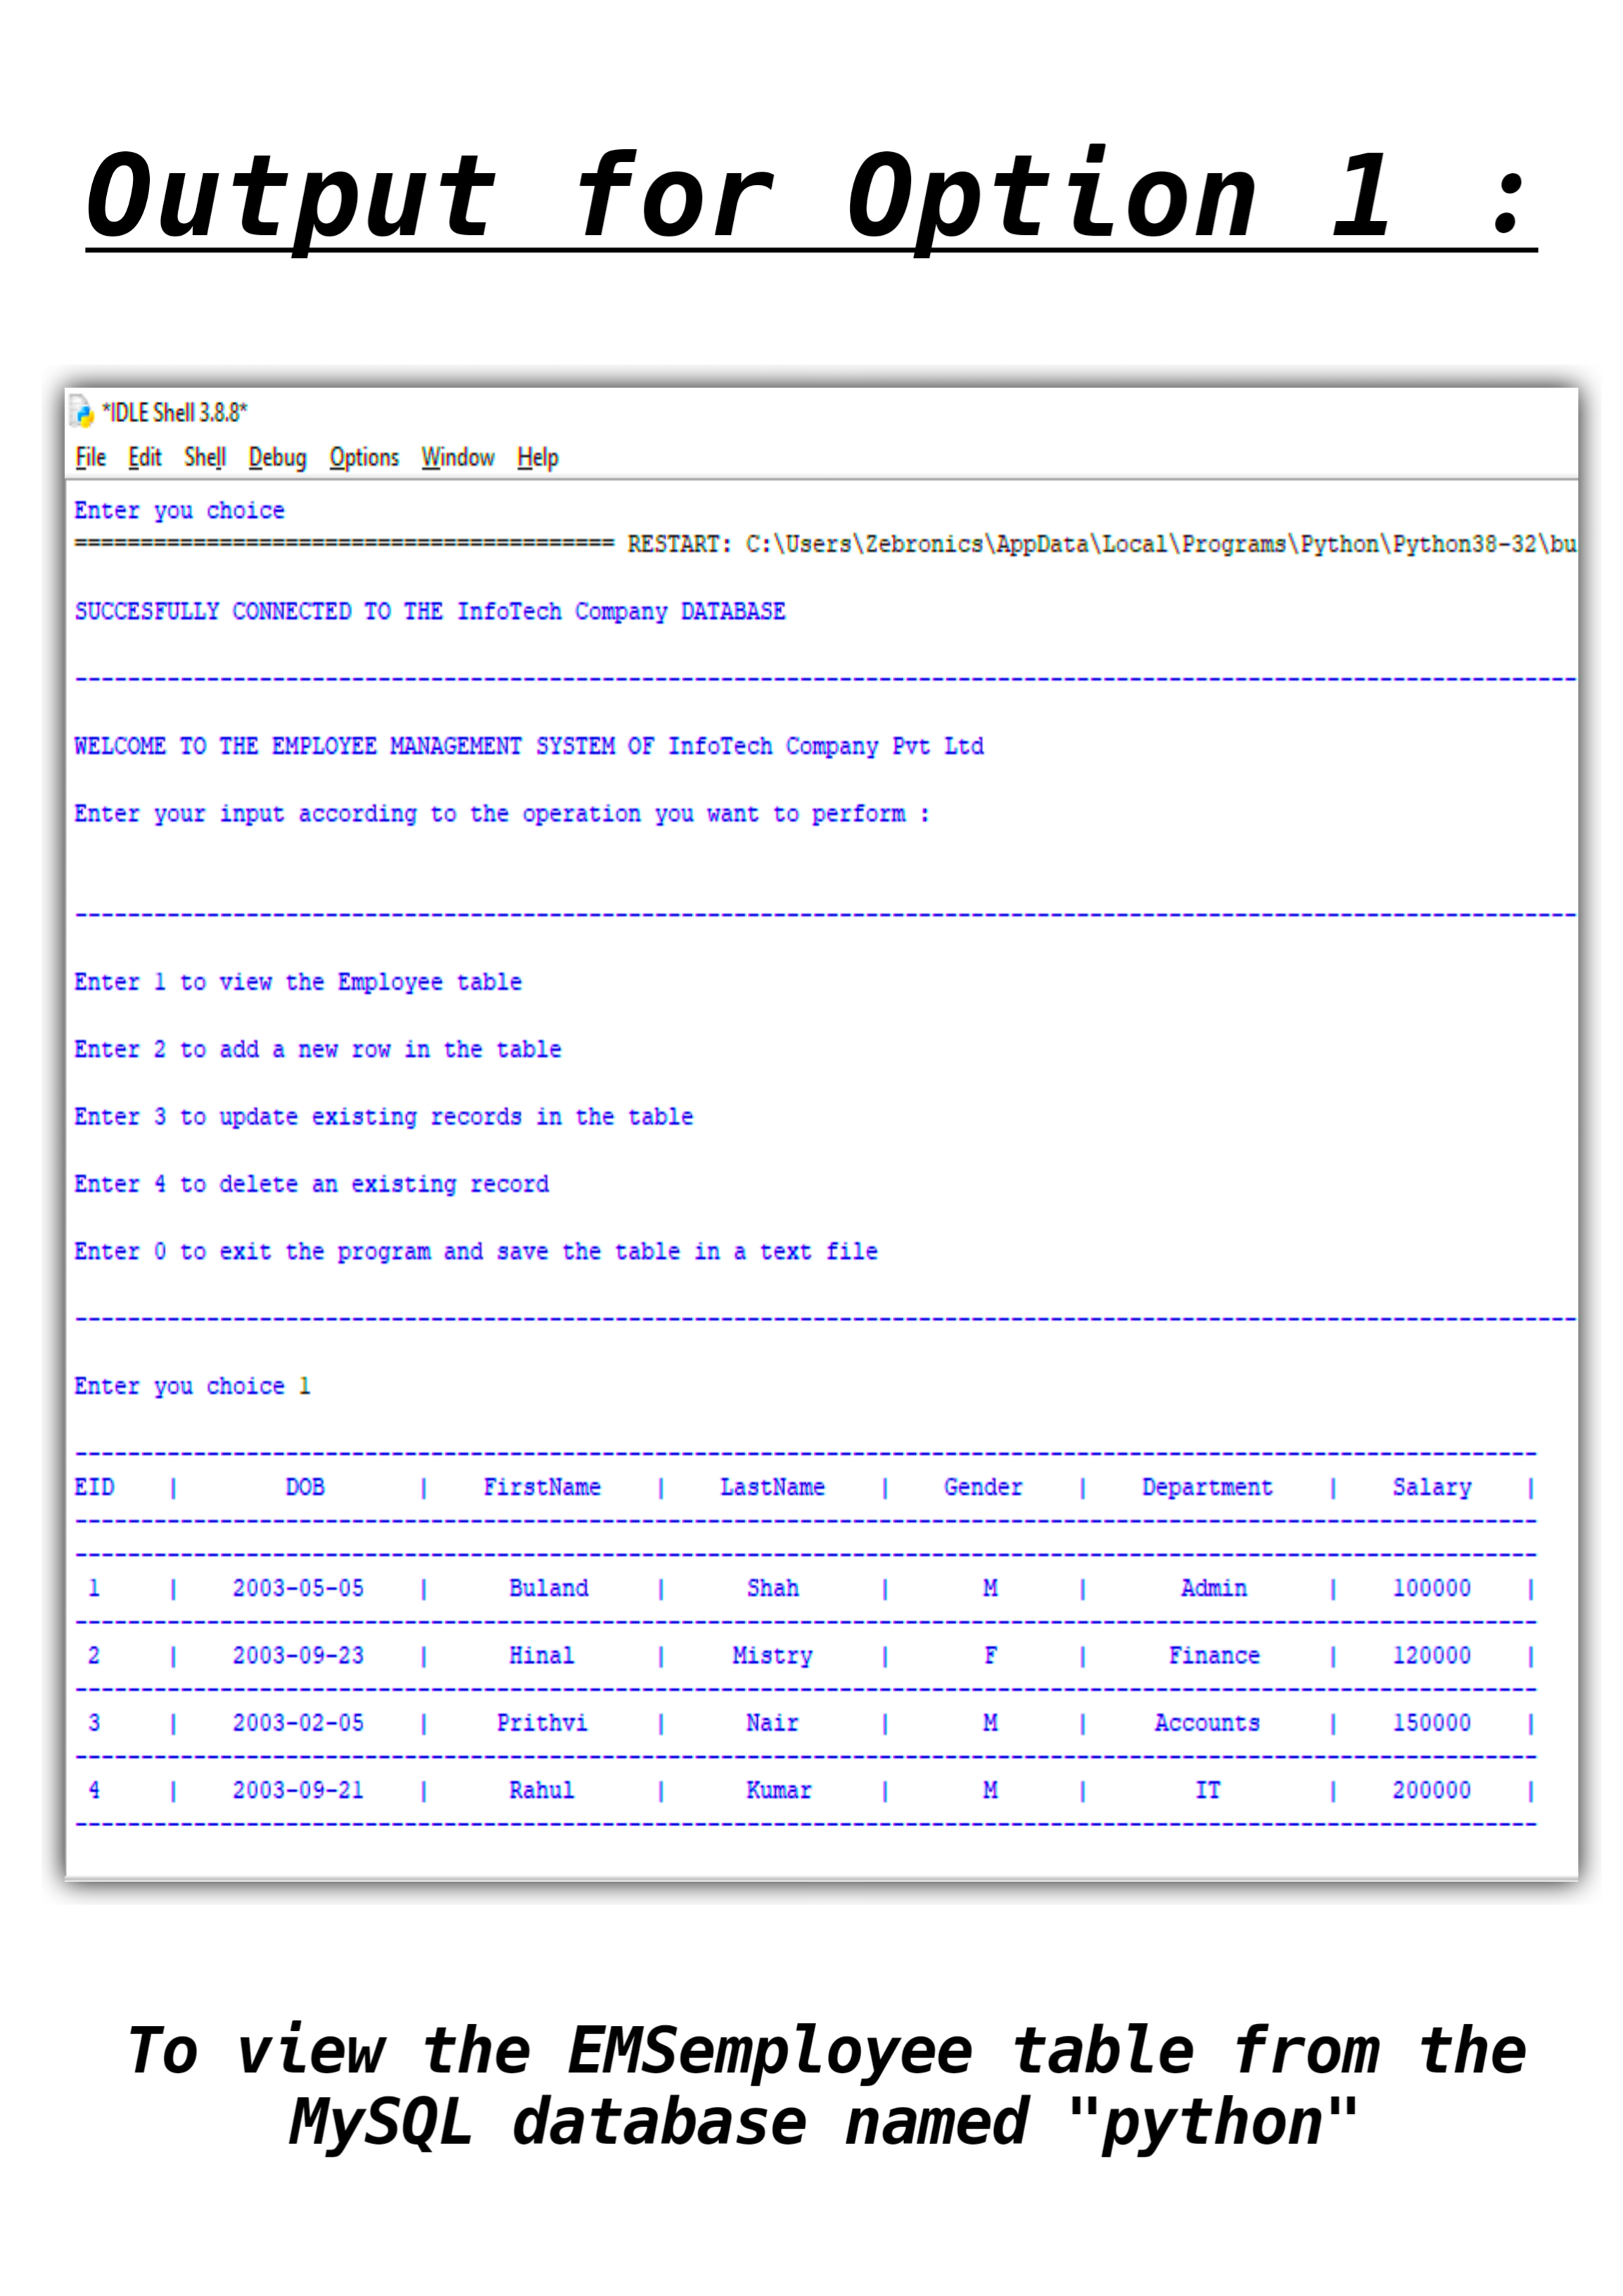 Output for Option 1 :
*IDLE Shell 3.8.8*
File Edit Shell Debug Options Window Help
Enter you choice
========================================= RESTART: C:\Users\Zebronics\AppData\Local\Programs\Python\Python38-32\bu
SUCCESFULLY CONNECTED TO THE InfoTech Company DATABASE
------------------------------------------------------------------------------------------------------------------
WELCOME TO THE EMPLOYEE MANAGEMENT SYSTEM OF InfoTech Company Pvt Ltd
Enter your input according to the operation you want to perform :
------------------------------------------------------------------------------------------------------------------
Enter 1 to view the Employee table
Enter 2 to add a new row in the table
Enter 3 to update existing records in the table
Enter 4 to delete an existing record
Enter 0 to exit the program and save the table in a text file
------------------------------------------------------------------------------------------------------------------
Enter you choice 1
---------------------------------------------------------------------------------------------------------------
EID | DOB | FirstName | LastName | Gender | Department | Salary |
---------------------------------------------------------------------------------------------------------------
---------------------------------------------------------------------------------------------------------------
1 | 2003-05-05 | Buland | Shah | M | Admin | 100000 |
---------------------------------------------------------------------------------------------------------------
2 | 2003-09-23 | Hinal | Mistry | F | Finance | 120000 |
---------------------------------------------------------------------------------------------------------------
3 | 2003-02-05 | Prithvi | Nair | M | Accounts | 150000 |
---------------------------------------------------------------------------------------------------------------
4 | 2003-09-21 | Rahul | Kumar | M | IT | 200000 |
---------------------------------------------------------------------------------------------------------------
To view the EMSemployee table from the
MySQL database named "python"